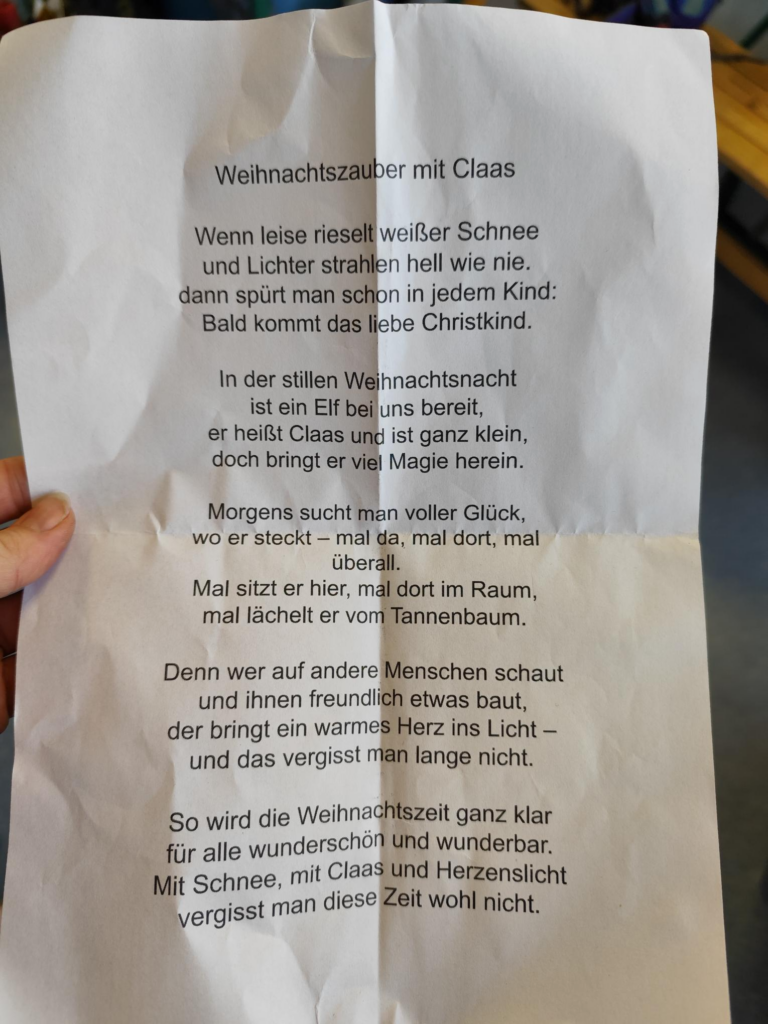 Weihnachtszauber mit Claas
Wenn leise rieselt weißer Schnee
und Lichter strahlen hell wie nie.
dann spürt man schon in jedem Kind:
Bald kommt das liebe Christkind.
In der stillen Weihnachtsnacht
ist ein Elf bei uns bereit,
er heißt Claas und ist ganz klein,
doch bringt er viel Magie herein.
Morgens sucht man voller Glück,
wo er steckt – mal da, mal dort, mal
überall.
Mal sitzt er hier, mal dort im Raum,
mal lächelt er vom Tannenbaum.
Denn wer auf andere Menschen schaut
und ihnen freundlich etwas baut,
der bringt ein warmes Herz ins Licht –
und das vergisst man lange nicht.
So wird die Weihnachtszeit ganz klar
für alle wunderschön und wunderbar.
Mit Schnee, mit Claas und Herzenslicht
vergisst man diese Zeit wohl nicht.